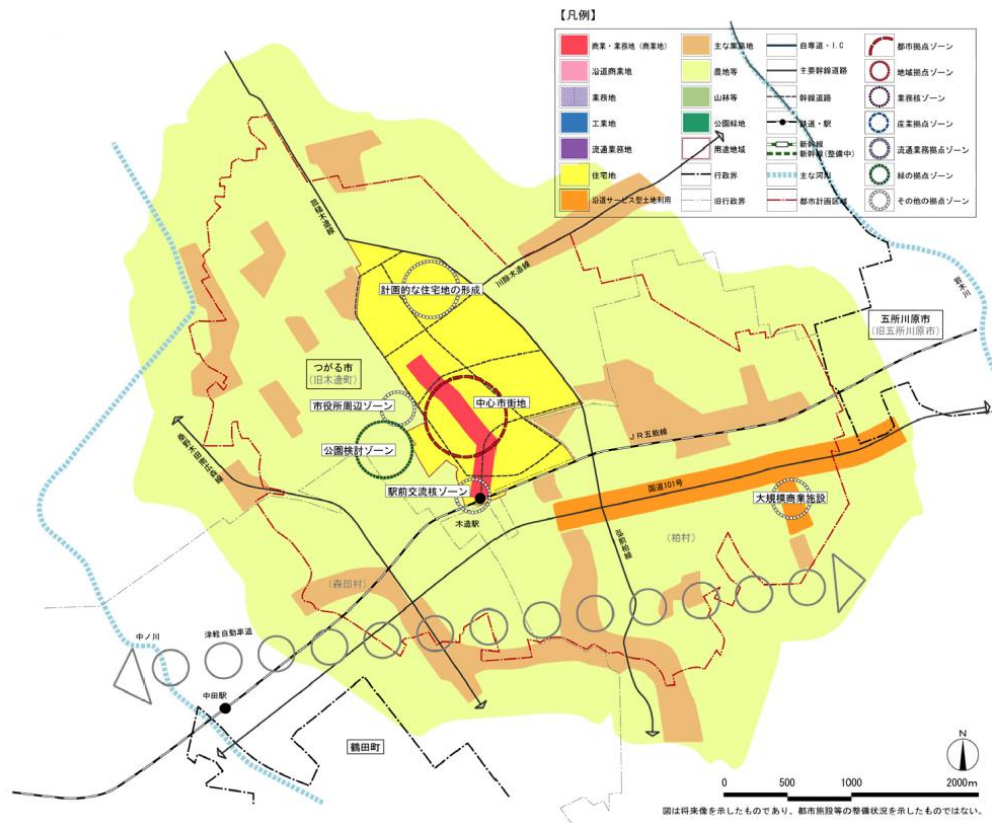 【凡例】
商業・業務地（商業地）
沿道商業地
業務地
工業地
流通業務地
住宅地
沿道サービス型土地利用
主な集落地
農地等
山林等
公園緑地
用途地域
行政界
旧行政界
自専道・I.C
主要幹線道路
幹線道路
鉄道・駅
新幹線
新幹線(整備中)
主な河川
都市計画区域
都市拠点ゾーン
地域拠点ゾーン
業務核ゾーン
産業拠点ゾーン
流通業務拠点ゾーン
緑の拠点ゾーン
その他の拠点ゾーン
計画的な住宅地の形成
岩木川
五所川原市
（旧五所川原市）
つがる市
（旧木造町）
市役所周辺ゾーン
中心市街地
公園検討ゾーン
JR五能線
駅前交流核ゾーン
国道101号
大規模商業施設
木造駅
弘前柏線
（柏村）
（森田村）
中ノ川
津軽自動車道
中田駅
鶴田町
N
0
500
1000
2000m
図は将来像を示したものであり、都市施設等の整備状況を示したものではない。